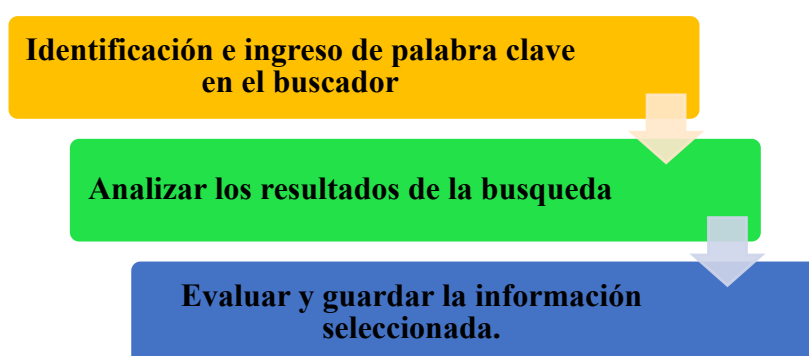 Identificación e ingreso de palabra clave
en el buscador
Analizar los resultados de la busqueda
Evaluar y guardar la información
seleccionada.